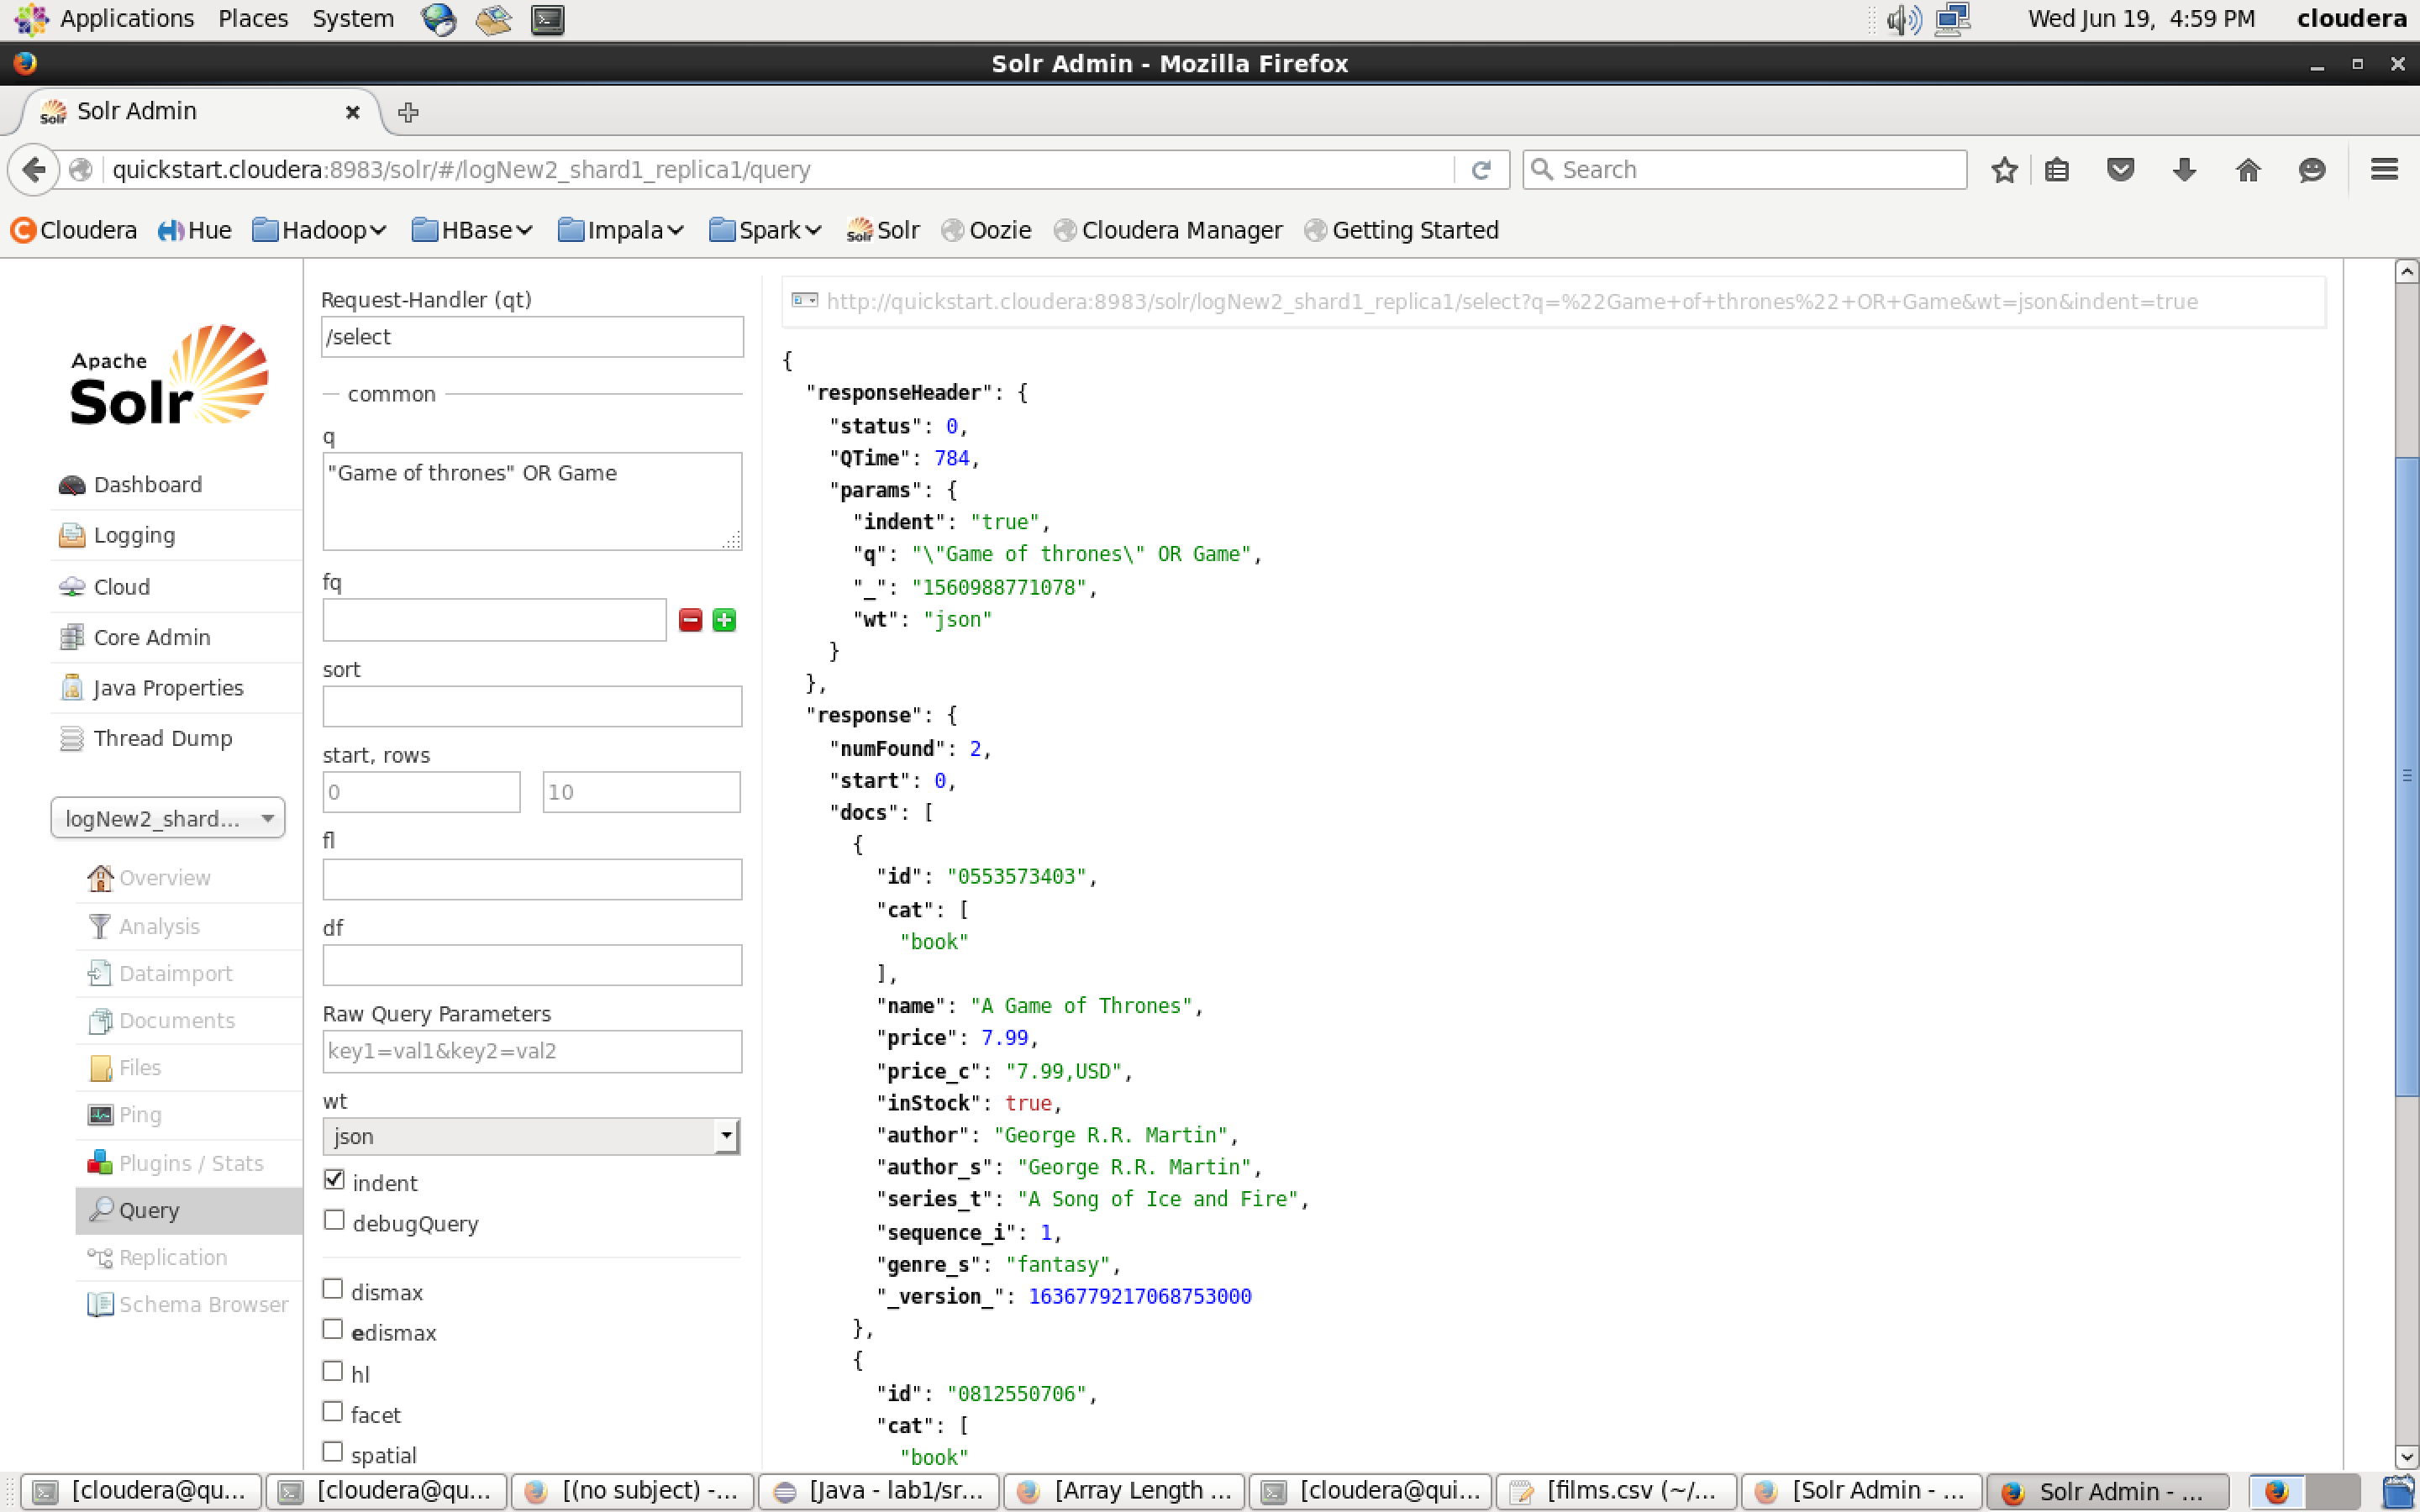 Applications Places System Wed Jun 19, 4:59 PM cloudera
Solr Admin - Mozilla Firefox
Solr Admin
quickstart.cloudera:8983/solr/#/logNew2_shard1_replica1/query Search
Cloudera Hue Hadoop HBase Impala Spark Solr Oozie Cloudera Manager Getting Started
Apache
Solr
Dashboard
Logging
Cloud
Core Admin
Java Properties
Thread Dump
logNew2_shard...
Overview
Analysis
Dataimport
Documents
Files
Ping
Plugins / Stats
Query
Replication
Schema Browser
Request-Handler (qt)
/select
common
q
"Game of thrones" OR Game
fq
sort
start, rows
0 10
fl
df
Raw Query Parameters
key1=val1&key2=val2
wt
json
indent
debugQuery
dismax
edismax
hl
facet
spatial
http://quickstart.cloudera:8983/solr/logNew2_shard1_replica1/select?q=%22Game+of+thrones%22+OR+Game&wt=json&indent=true
{
"responseHeader": {
"status": 0,
"QTime": 784,
"params": {
"indent": "true",
"q": "\"Game of thrones\" OR Game",
"_": "1560988771078",
"wt": "json"
}
},
"response": {
"numFound": 2,
"start": 0,
"docs": [
{
"id": "0553573403",
"cat": [
"book"
],
"name": "A Game of Thrones",
"price": 7.99,
"price_c": "7.99,USD",
"inStock": true,
"author": "George R.R. Martin",
"author_s": "George R.R. Martin",
"series_t": "A Song of Ice and Fire",
"sequence_i": 1,
"genre_s": "fantasy",
"_version_": 1636779217068753000
},
{
"id": "0812550706",
"cat": [
"book"
[cloudera@qu... [cloudera@qu... [(no subject) -... [Java - lab1/sr... [Array Length ... [cloudera@qui... [films.csv (~/... [Solr Admin - ... Solr Admin - ...